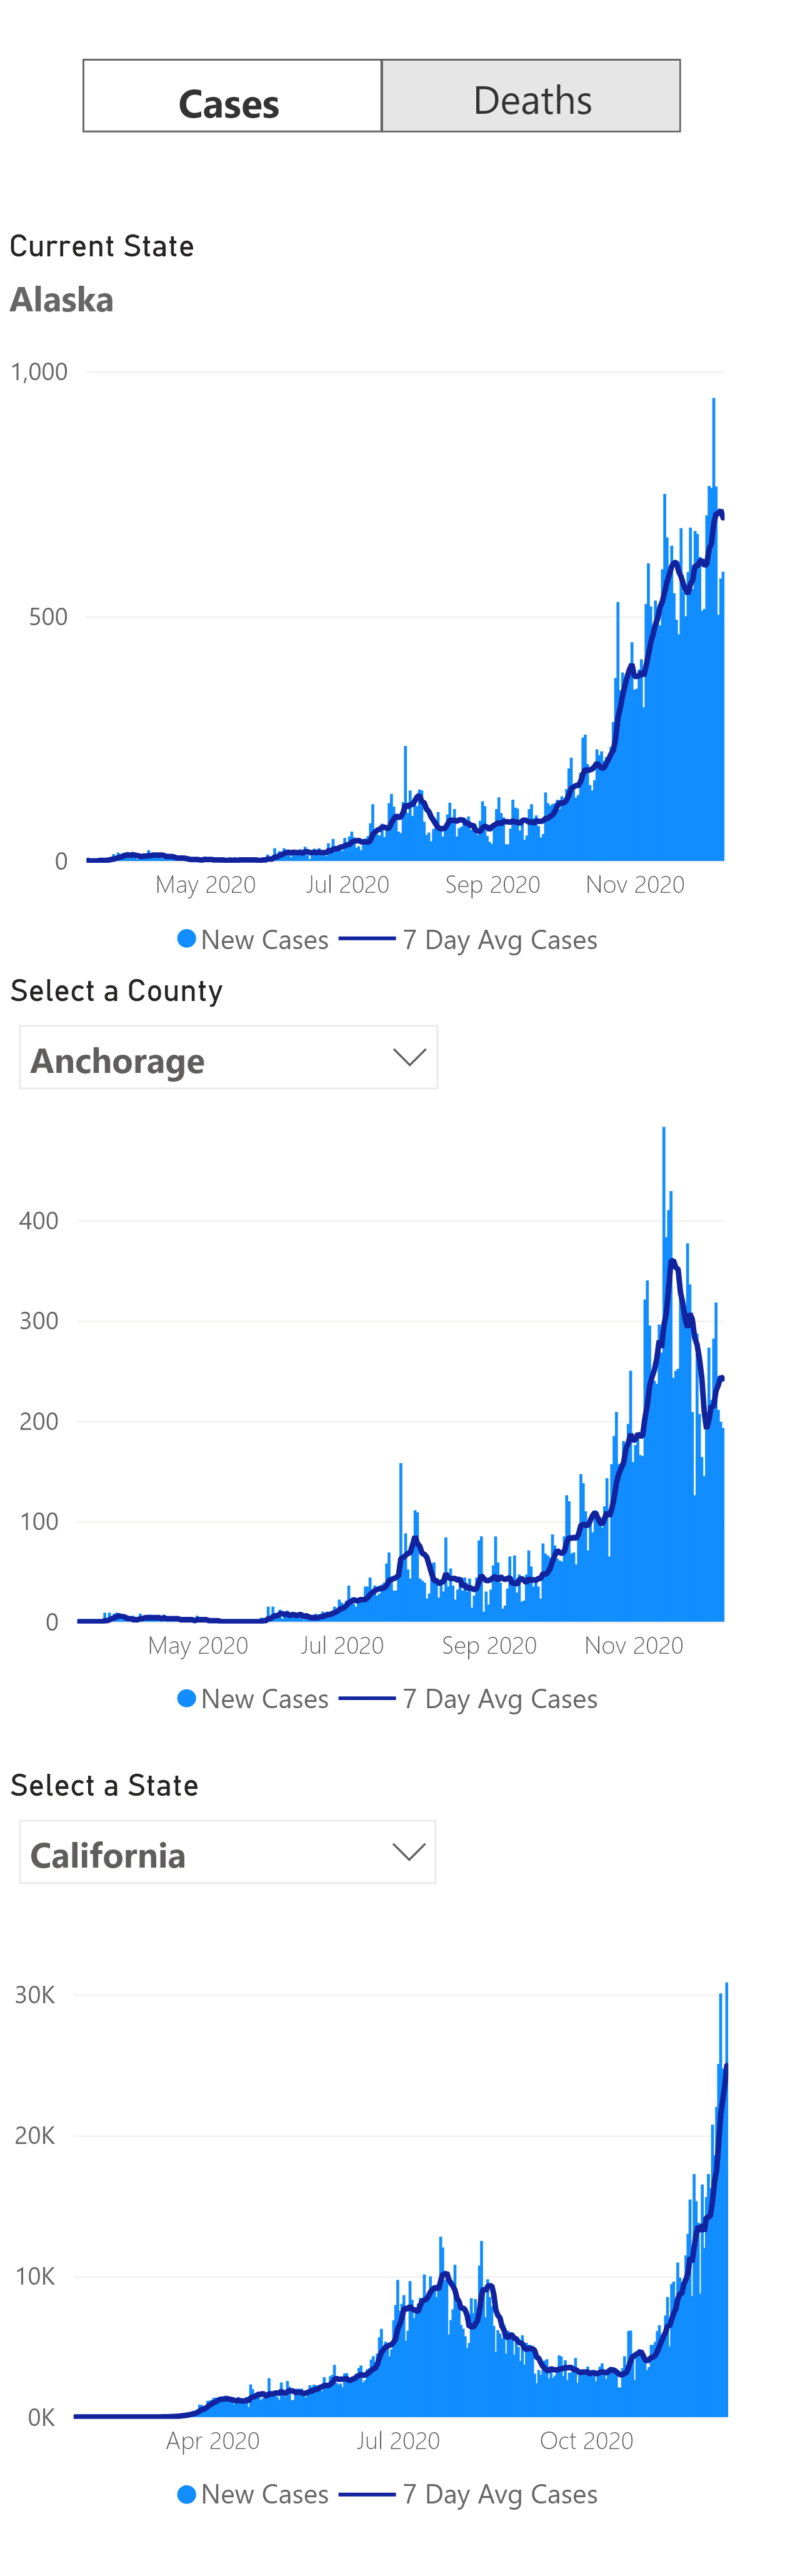 Cases Deaths
Current State
Alaska
1,000
500
0
May 2020 Jul 2020 Sep 2020 Nov 2020
New Cases 7 Day Avg Cases
Select a County
Anchorage
400
300
200
100
0
May 2020 Jul 2020 Sep 2020 Nov 2020
New Cases 7 Day Avg Cases
Select a State
California
30K
20K
10K
0K
Apr 2020 Jul 2020 Oct 2020
New Cases 7 Day Avg Cases